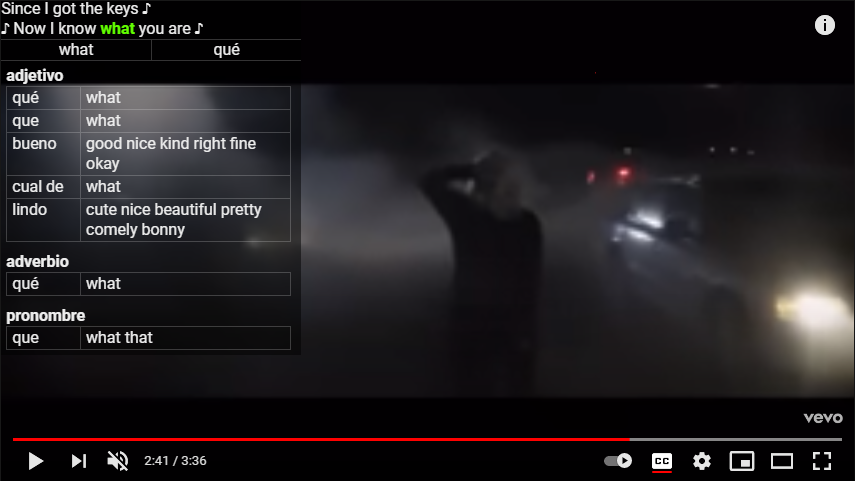 Since I got the keys ♪
♪ Now I know what you are ♪
what qué
adjetivo
qué what
que what
bueno good nice kind right fine
okay
cual de what
lindo cute nice beautiful pretty
comely bonny
adverbio
qué what
pronombre
que what that
vevo
2:41 / 3:36
CC